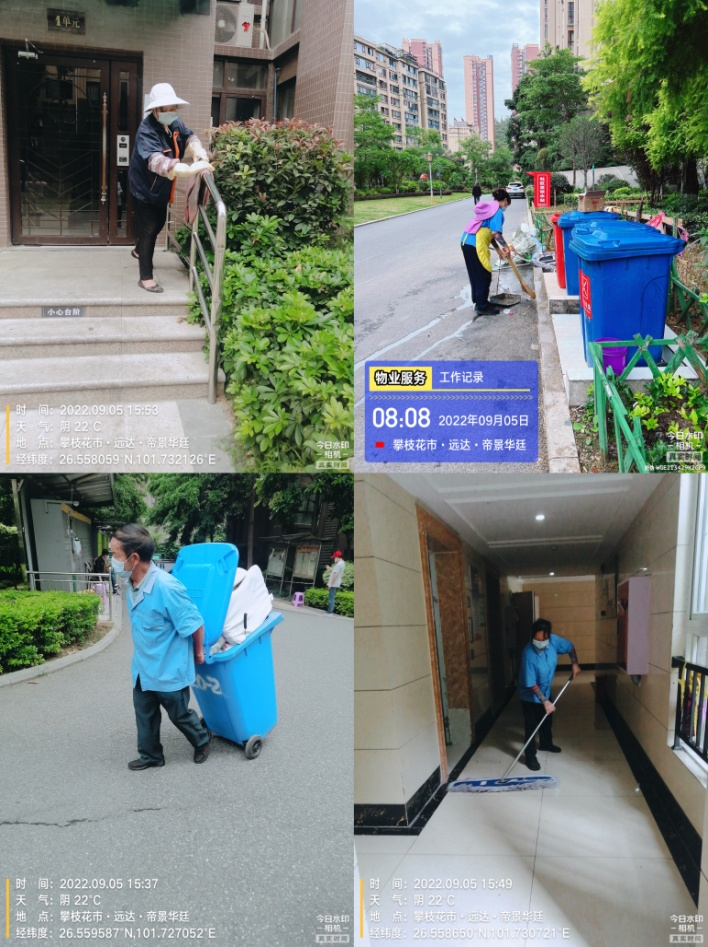 1单元
小心台阶
时　间：2022.09.05 15:53
天　气：阴 22℃
地　点：攀枝花市·远达·帝景华廷
经纬度：26.558059°N,101.732126°E
今日水印
相机
真实时间
物业服务 工作记录
08:08 2022年09月05日
攀枝花市·远达·帝景华廷
今日水印
相机
真实时间
时　间：2022.09.05 15:37
天　气：阴 22℃
地　点：攀枝花市·远达·帝景华廷
经纬度：26.559587°N,101.727052°E
20-2
今日水印
相机
真实时间
时　间：2022.09.05 15:49
天　气：阴 22℃
地　点：攀枝花市·远达·帝景华廷
经纬度：26.558650°N,101.730721°E
今日水印
相机
真实时间